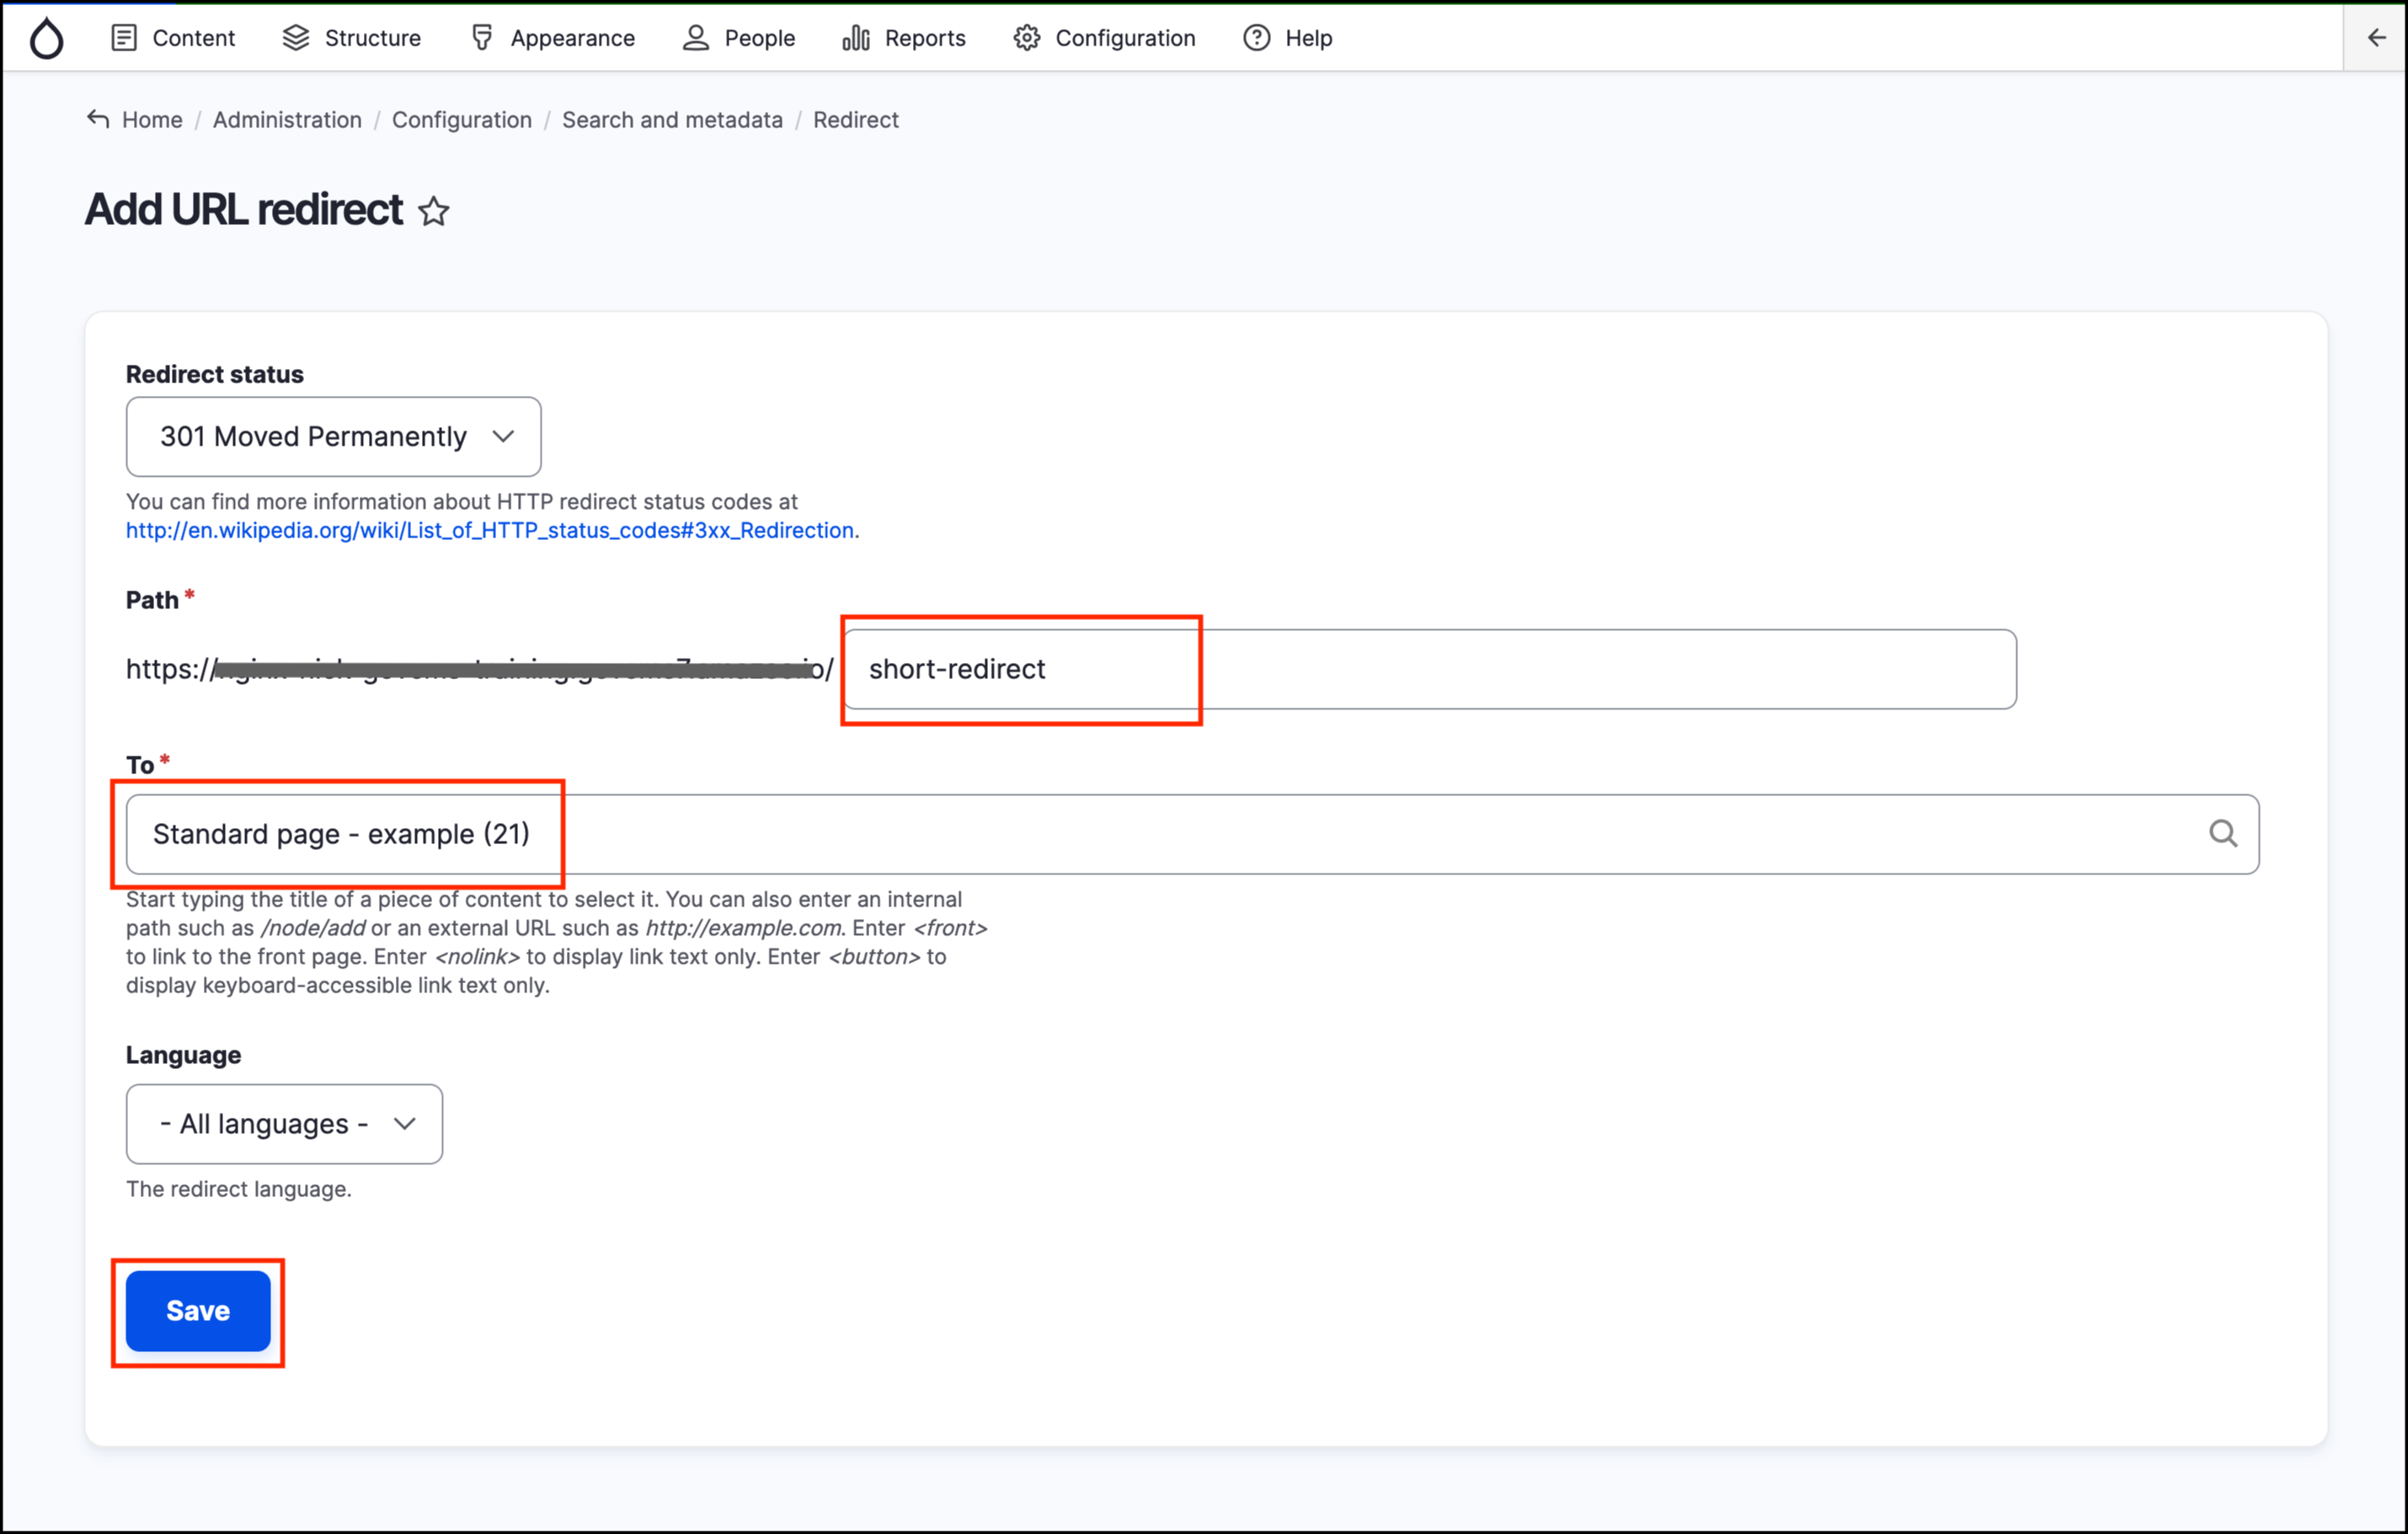 Content Structure Appearance People Reports Configuration Help
Home / Administration / Configuration / Search and metadata / Redirect
Add URL redirect
Redirect status
301 Moved Permanently
You can find more information about HTTP redirect status codes at
http://en.wikipedia.org/wiki/List_of_HTTP_status_codes#3xx_Redirection.
Path *
https:// / short-redirect
To *
Standard page - example (21)
Start typing the title of a piece of content to select it. You can also enter an internal
path such as /node/add or an external URL such as http://example.com. Enter <front>
to link to the front page. Enter <nolink> to display link text only. Enter <button> to
display keyboard-accessible link text only.
Language
- All languages -
The redirect language.
Save